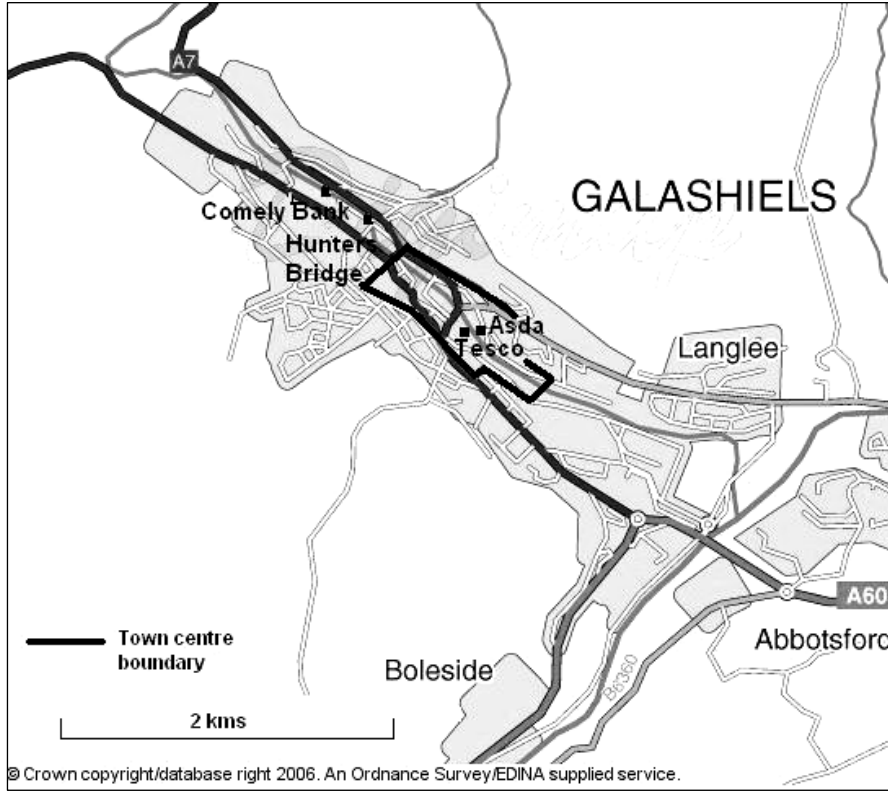 A7
GALASHIELS
Comely Bank
Hunters
Bridge
Asda
Tesco
Langlee
A60
Town centre
boundary
Abbotsford
Boleside
B6360
2 kms
© Crown copyright/database right 2006. An Ordnance Survey/EDINA supplied service.